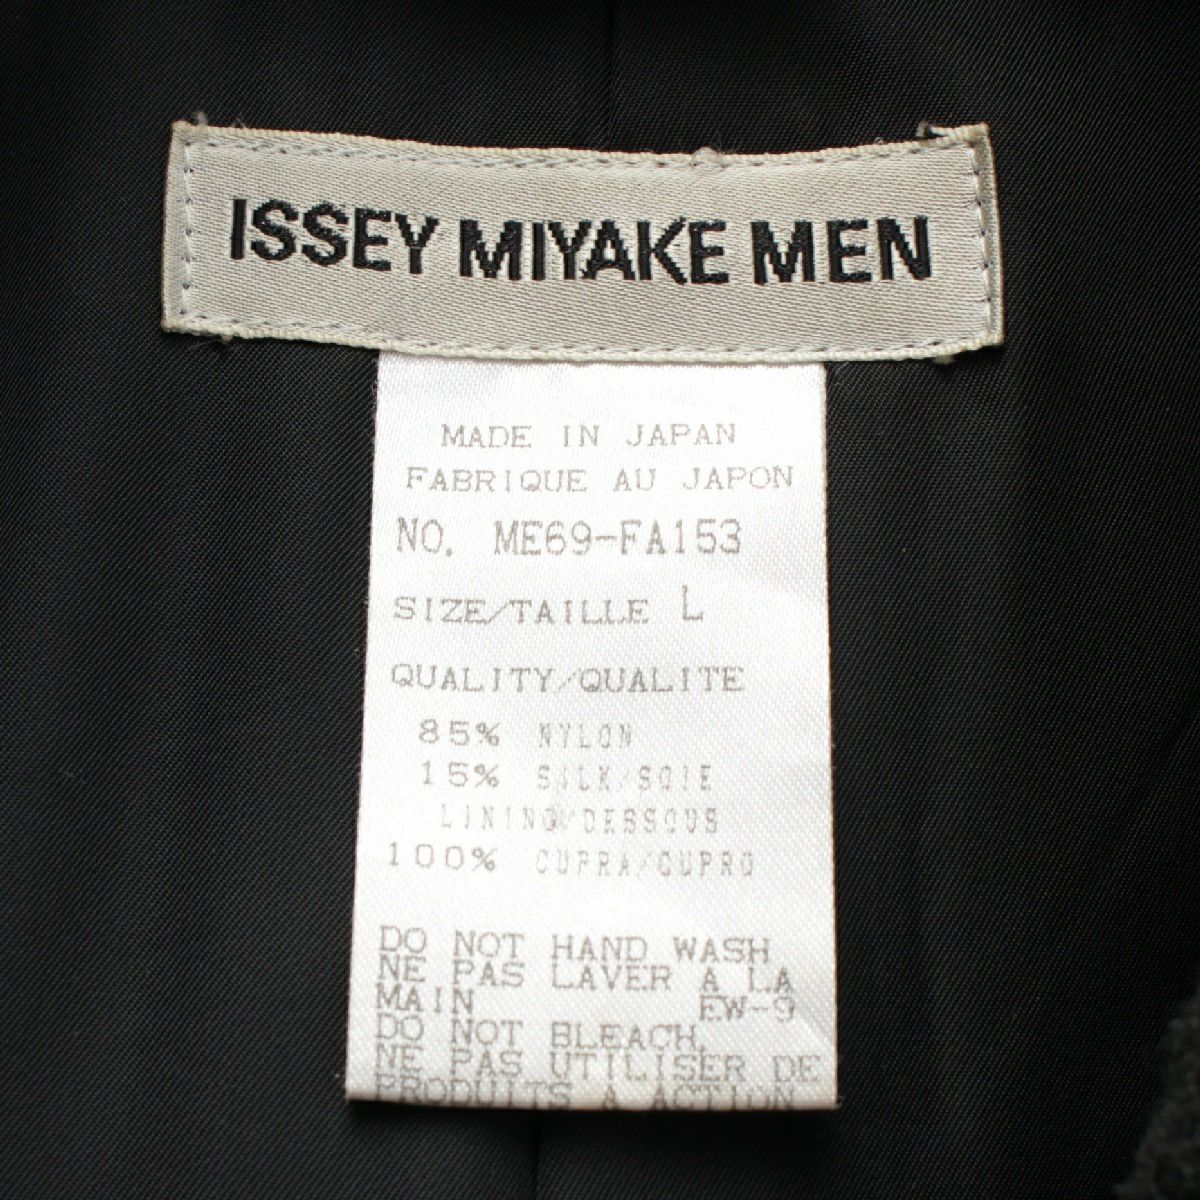 ISSEY MIYAKE MEN
MADE IN JAPAN
FABRIQUE AU JAPON
NO. ME69-FA153
SIZE/TAILLE L
QUALITY/QUALITE
85% NYLON
15% SILK/SOIE
LINING/DESSOUS
100% CUPRA/CUPRO
DO NOT HAND WASH
NE PAS LAVER A LA
MAIN EW-9
DO NOT BLEACH.
NE PAS UTILISER DE
PRODUITS A ACTION